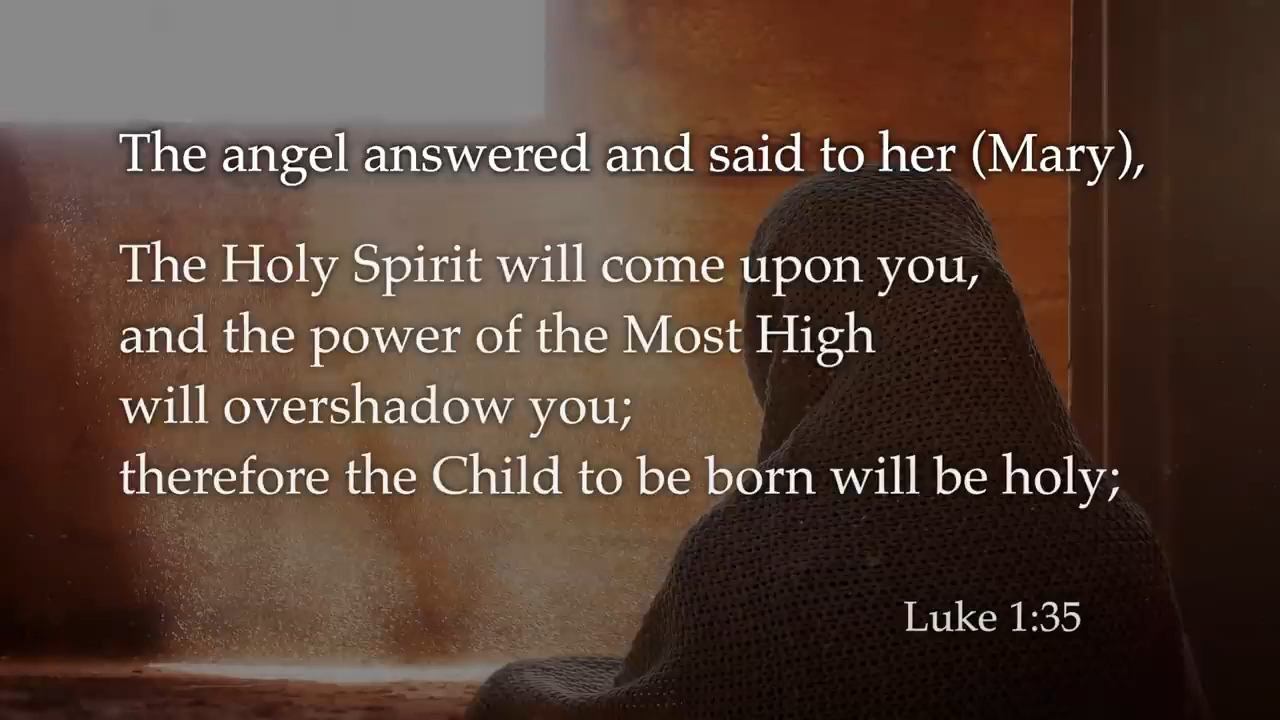 The angel answered and said to her (Mary),
The Holy Spirit will come upon you,
and the power of the Most High
will overshadow you;
therefore the Child to be born will be holy;
Luke 1:35